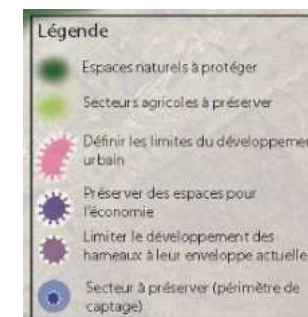 Légende
Espaces naturels à protéger
Secteurs agricoles à préserver
Définir les limites du développemer
urbain
Préserver des espaces pour
l'économie
Limiter le développement des
hameaux à leur enveloppe actuelle
Secteur à préserver (périmètre de
captage)